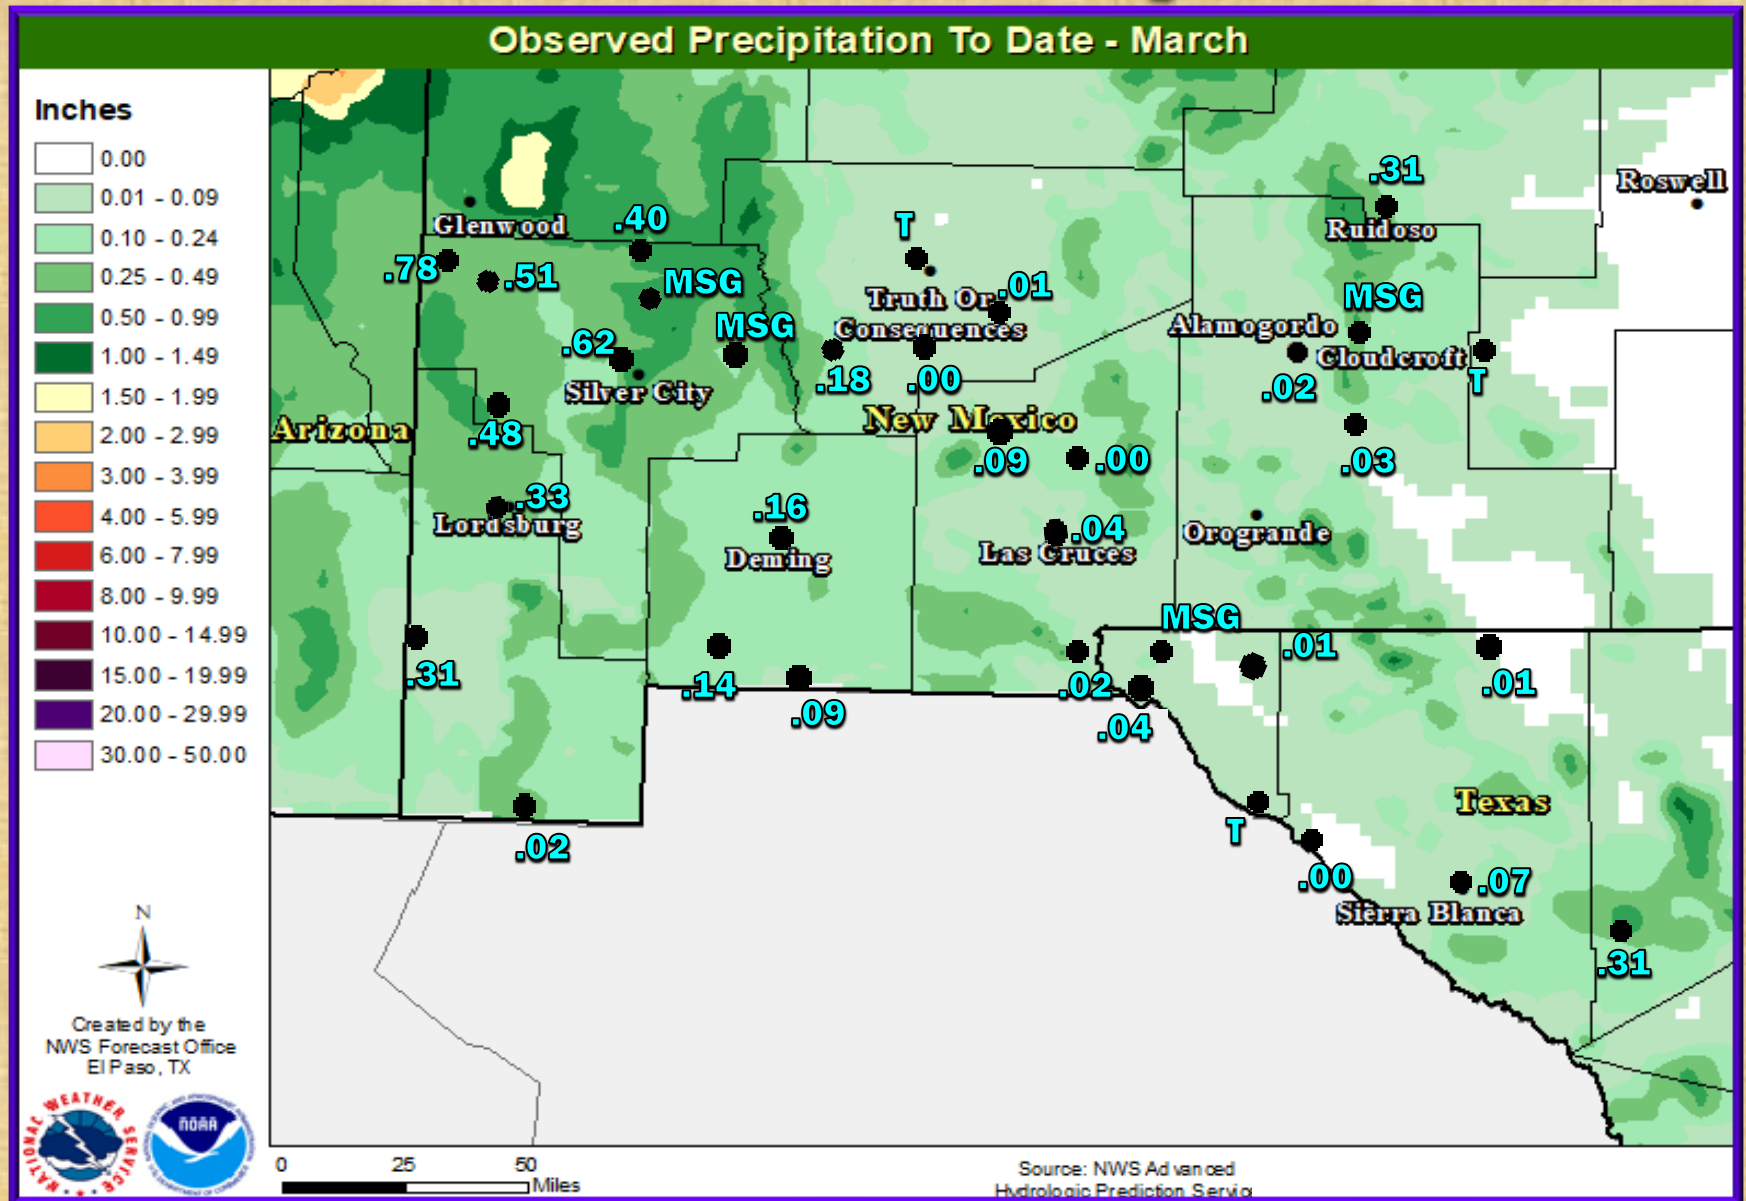 Observed Precipitation To Date - March
Inches
0.00
0.01 - 0.09
0.10 - 0.24
0.25 - 0.49
0.50 - 0.99
1.00 - 1.49
1.50 - 1.99
2.00 - 2.99
3.00 - 3.99
4.00 - 5.99
6.00 - 7.99
8.00 - 9.99
10.00 - 14.99
15.00 - 19.99
20.00 - 29.99
30.00 - 50.00
N
Created by the
NWS Forecast Office
El Paso, TX
NATIONAL WEATHER SERVICE
NOAA
.31
Roswell
Glenwood
.40
T
Ruidoso
.78
.51
MSG
.01
MSG
Truth Or
Consequences
MSG
Alamogordo
.62
Cloudcroft
Silver City
.18
.00
.02
T
Arizona
New Mexico
.48
.09
.00
.03
.33
Lordsburg
.16
Deming
.04
Las Cruces
Orogrande
MSG
.01
.31
.14
.02
.01
.09
.04
Texas
T
.02
.00
.07
Sierra Blanca
.31
0 25 50
Miles
Source: NWS Advanced
Hydrologic Prediction Servic